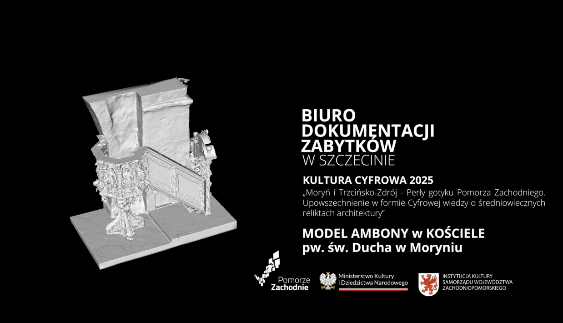 BIURO
DOKUMENTACJI
ZABYTKÓW
W SZCZECINIE
KULTURA CYFROWA 2025
„Moryń i Trzcińsko-Zdrój - Perły gotyku Pomorza Zachodniego.
Upowszechnienie w formie Cyfrowej wiedzy o średniowiecznych
reliktach architektury”
MODEL AMBONY w KOŚCIELE
pw. św. Ducha w Moryniu
Pomorze
Zachodnie
Ministerstwo Kultury
i Dziedzictwa Narodowego
INSTYTUCJA KULTURY
SAMORZĄDU WOJEWÓDZTWA
ZACHODNIOPOMORSKIEGO